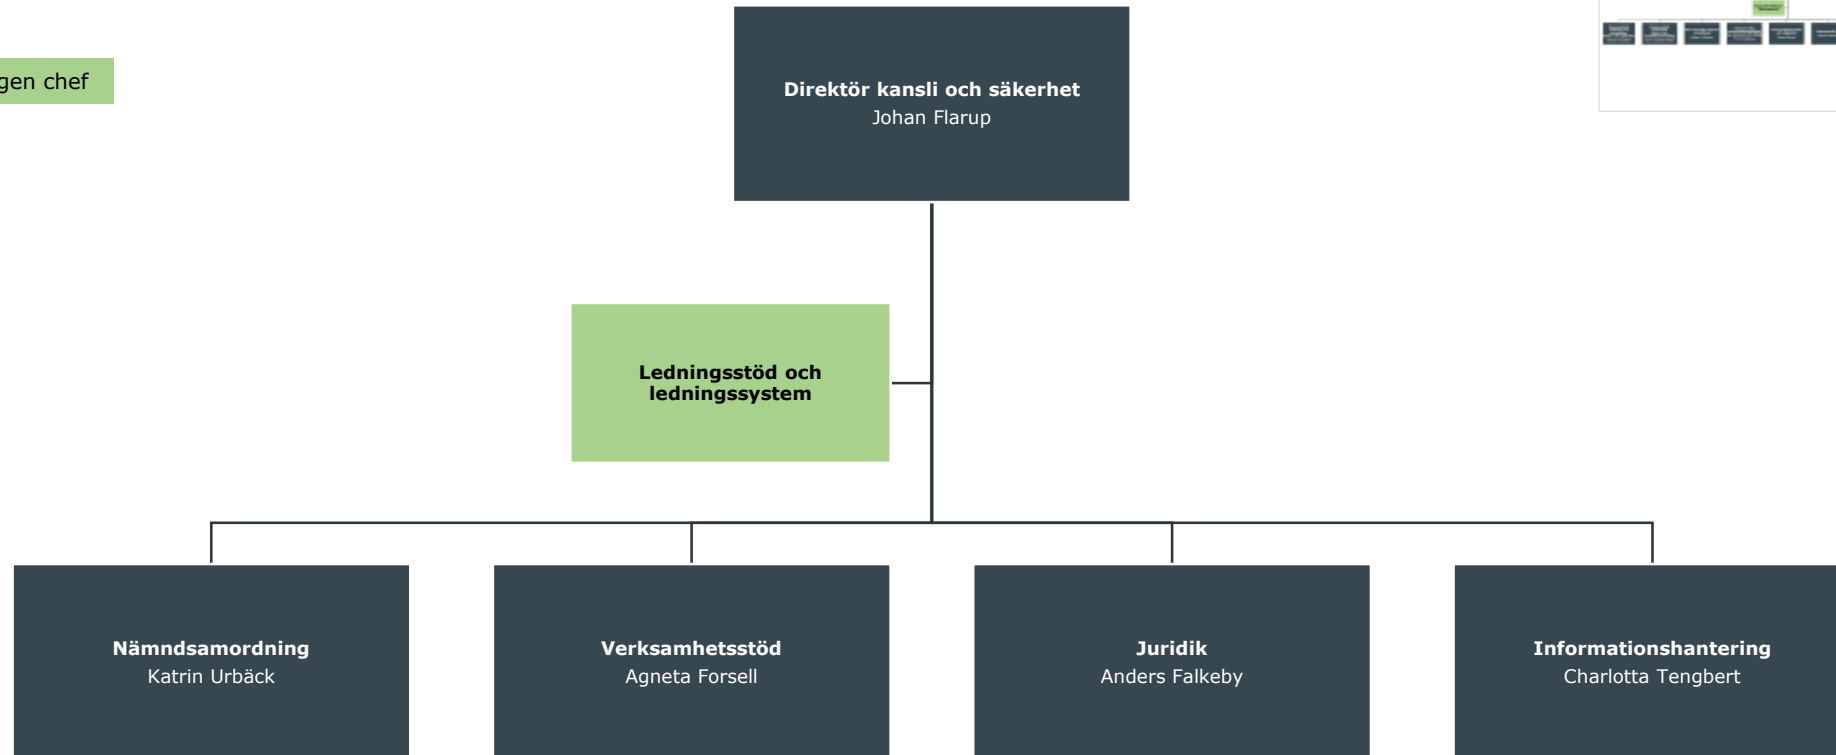 gen chef
Direktör kansli och säkerhet
Johan Flarup
Ledningsstöd och
ledningssystem
Nämndsamordning
Katrin Urbäck
Verksamhetsstöd
Agneta Forsell
Juridik
Anders Falkeby
Informationshantering
Charlotta Tengbert